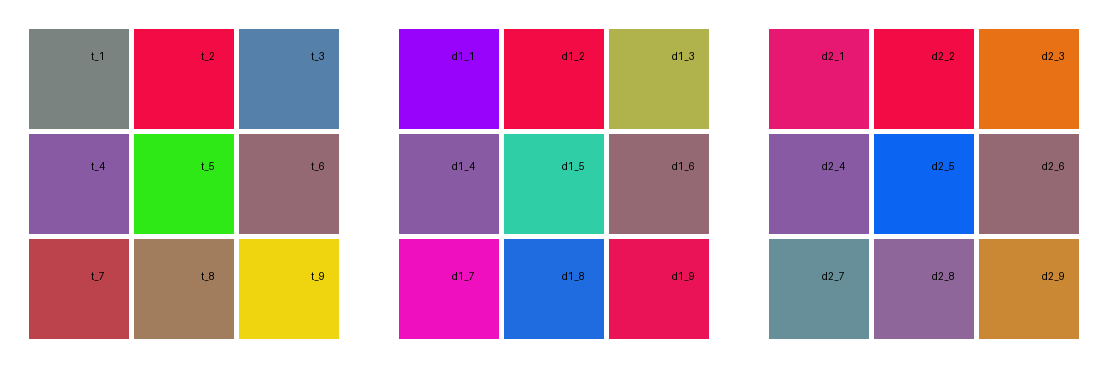 t_1 t_2 t_3 d1_1 d1_2 d1_3 d2_1 d2_2 d2_3
t_4 t_5 t_6 d1_4 d1_5 d1_6 d2_4 d2_5 d2_6
t_7 t_8 t_9 d1_7 d1_8 d1_9 d2_7 d2_8 d2_9